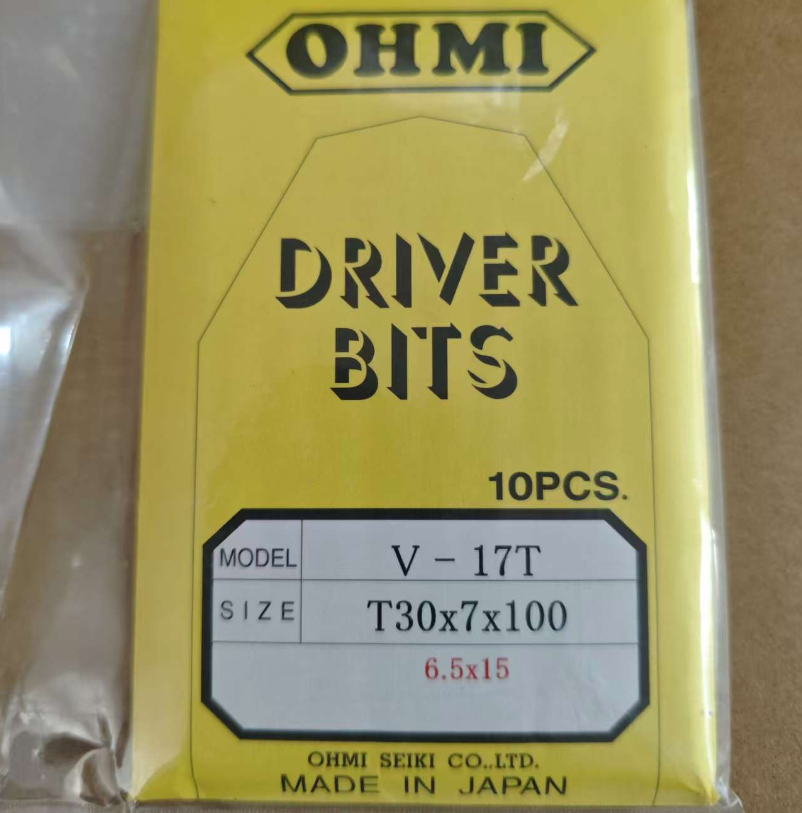 OHMI
DRIVER
BITS
10PCS.
MODEL V - 17T
SIZE T30x7x100
6.5x15
OHMI SEIKI CO.,LTD.
MADE IN JAPAN